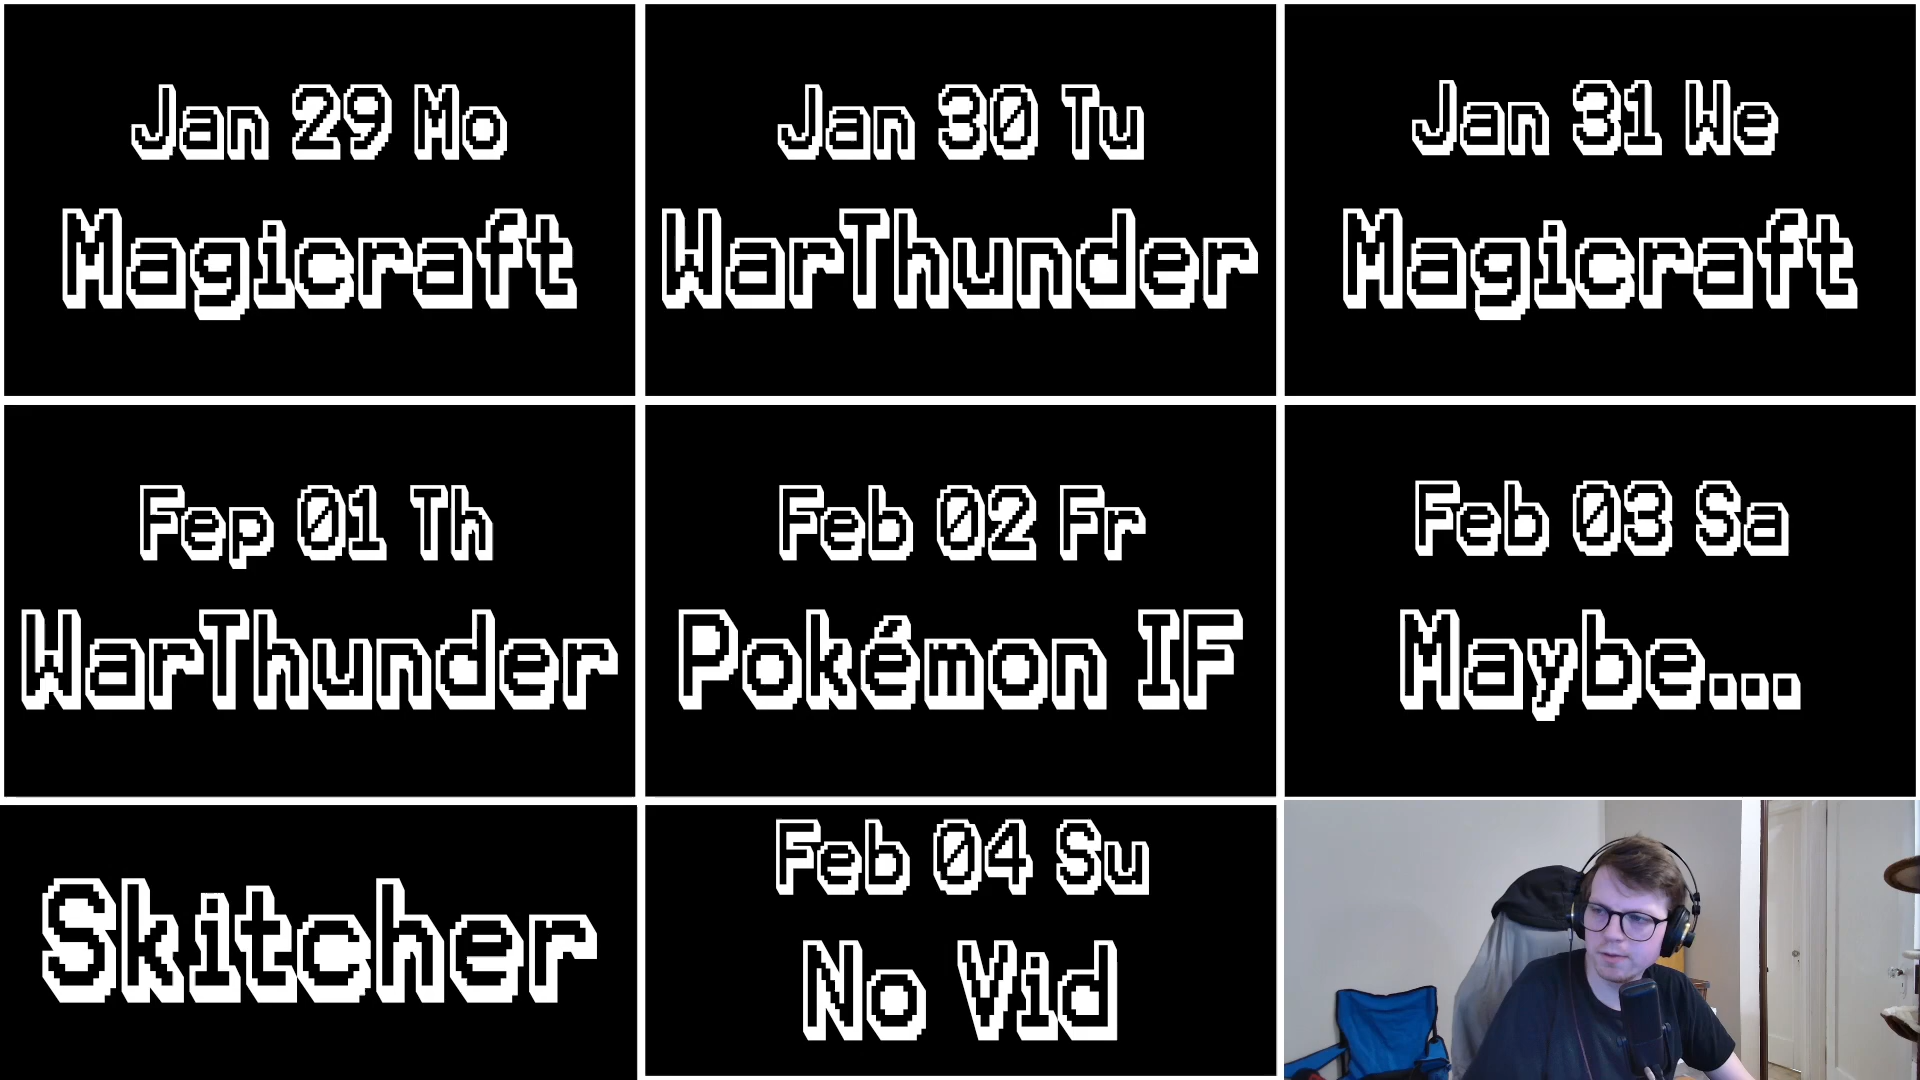 Jan 29 Mo
Magicraft
Jan 30 Tu
WarThunder
Jan 31 We
Magicraft
Fep 01 Th
WarThunder
Feb 02 Fr
Pokémon IF
Feb 03 Sa
Maybe...
Skitcher
Feb 04 Su
No Vid